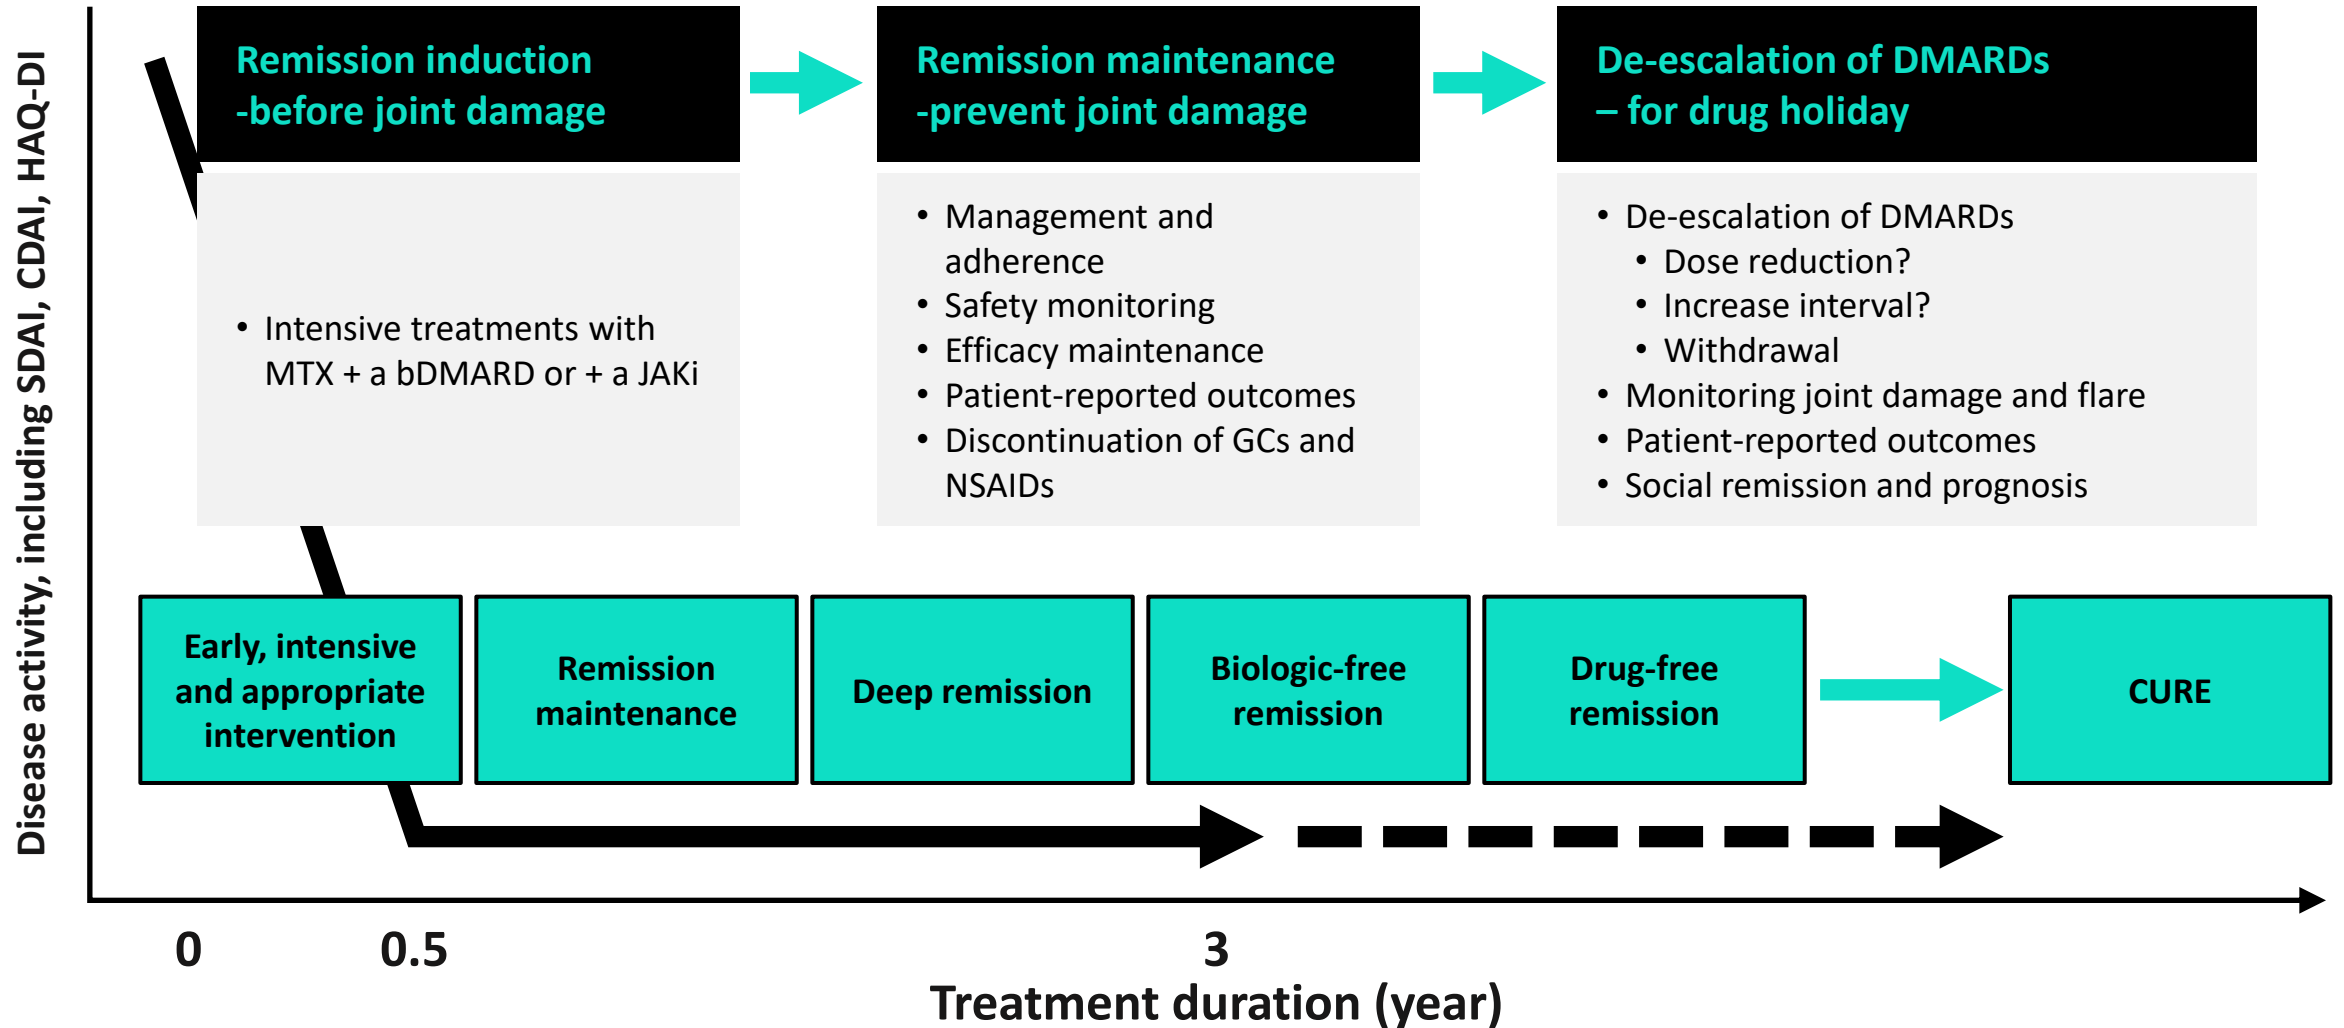 Disease activity, including SDAI, CDAI, HAQ-DI
Remission induction
-before joint damage
• Intensive treatments with
MTX + a bDMARD or + a JAKi
Remission maintenance
-prevent joint damage
• Management and
adherence
• Safety monitoring
• Efficacy maintenance
• Patient-reported outcomes
• Discontinuation of GCs and
NSAIDs
De-escalation of DMARDs
– for drug holiday
• De-escalation of DMARDs
• Dose reduction?
• Increase interval?
• Withdrawal
• Monitoring joint damage and flare
• Patient-reported outcomes
• Social remission and prognosis
Early, intensive
and appropriate
intervention
Remission
maintenance
Deep remission
Biologic-free
remission
Drug-free
remission
CURE
0
0.5
3
Treatment duration (year)